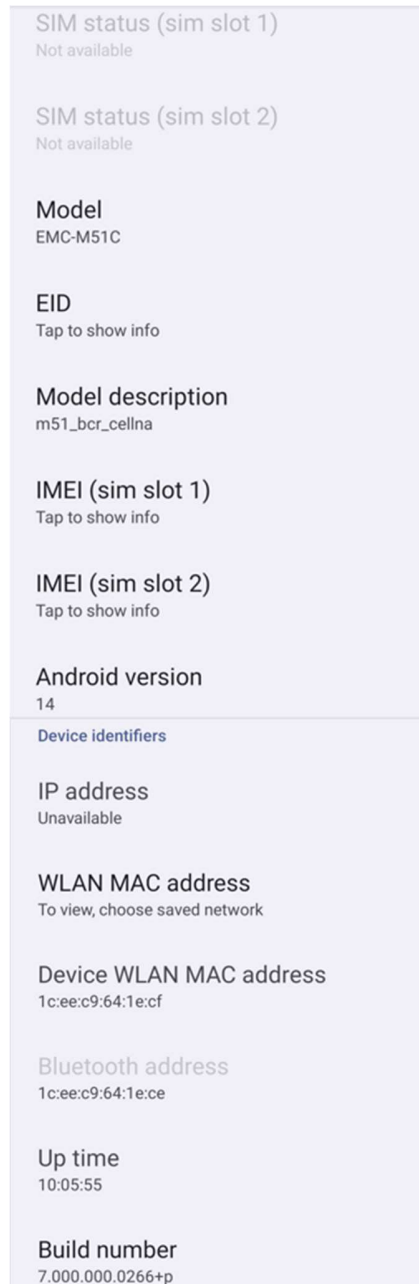 SIM status (sim slot 1)
Not available
SIM status (sim slot 2)
Not available
Model
EMC-M51C
EID
Tap to show info
Model description
m51_bcr_cellna
IMEI (sim slot 1)
Tap to show info
IMEI (sim slot 2)
Tap to show info
Android version
14
Device identifiers
IP address
Unavailable
WLAN MAC address
To view, choose saved network
Device WLAN MAC address
1c:ee:c9:64:1e:cf
Bluetooth address
1c:ee:c9:64:1e:ce
Up time
10:05:55
Build number
7.000.000.0266+p